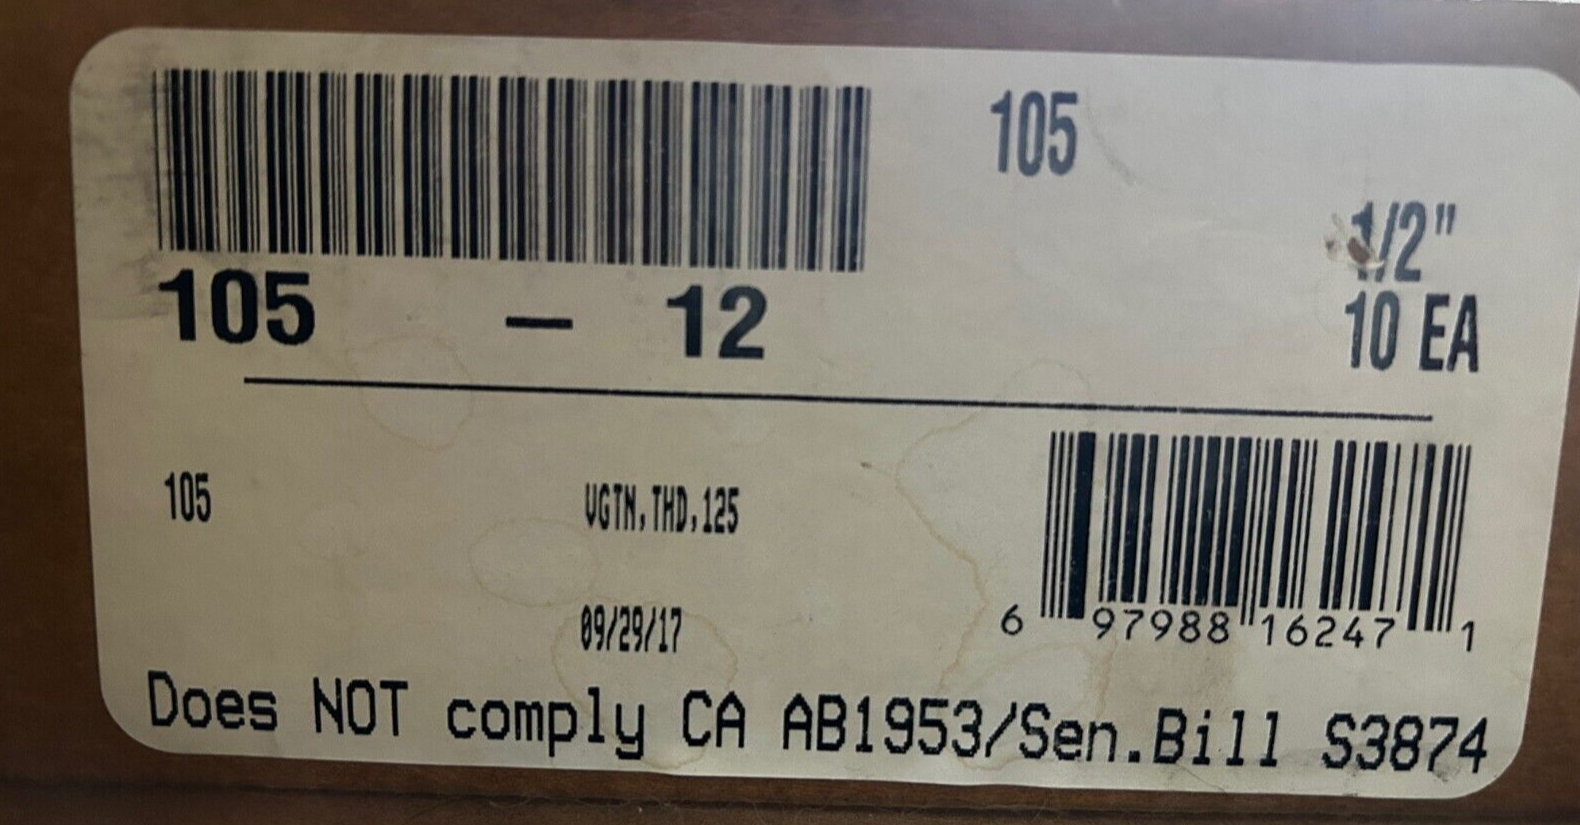 105
1/2"
105 - 12
10 EA
105 VGTN,THD,125
09/29/17
6 97988 16247 1
Does NOT comply CA AB1953/Sen.Bill S3874